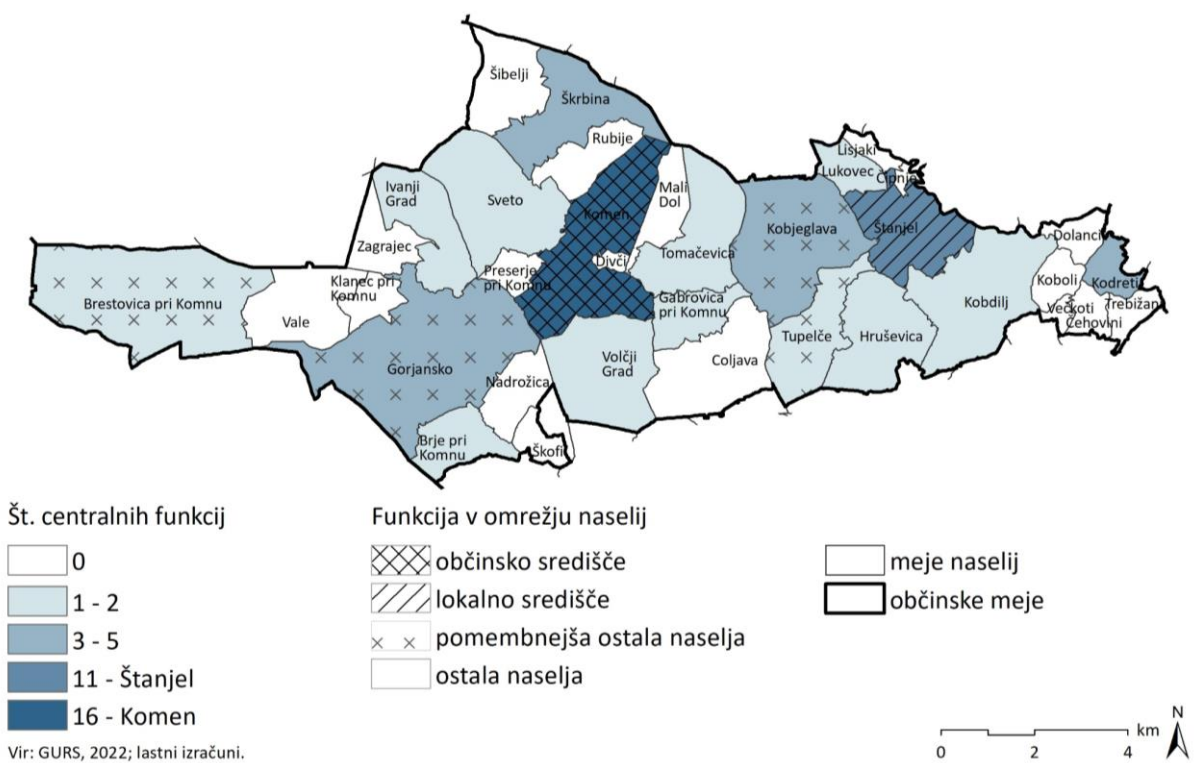 Šibelji
Škrbina
Rubije
Lisjaki
Lukovec
Čipnje
Ivanji
Grad
Sveto
Komen
Mali
Dol
Kobjeglava
Štanjel
Zagrajec
Dolanci
Tomačevica
Divči
Preserje
pri Komnu
Klanec pri
Komnu
Koboli
Kodreti
Brestovica pri Komnu
Gabrovica
pri Komnu
Kobdilj
Večkoti
Trebižani
Čehovini
Vale
Tupelče
Hruševica
Volčji
Grad
Coljava
Gorjansko
Nadrožica
Brje pri
Komnu
Škofi
Št. centralnih funkcij
0
1 - 2
3 - 5
11 - Štanjel
16 - Komen
Funkcija v omrežju naselij
občinsko središče
lokalno središče
pomembnejša ostala naselja
ostala naselja
meje naselij
občinske meje
Vir: GURS, 2022; lastni izračuni.
N
km
0 2 4